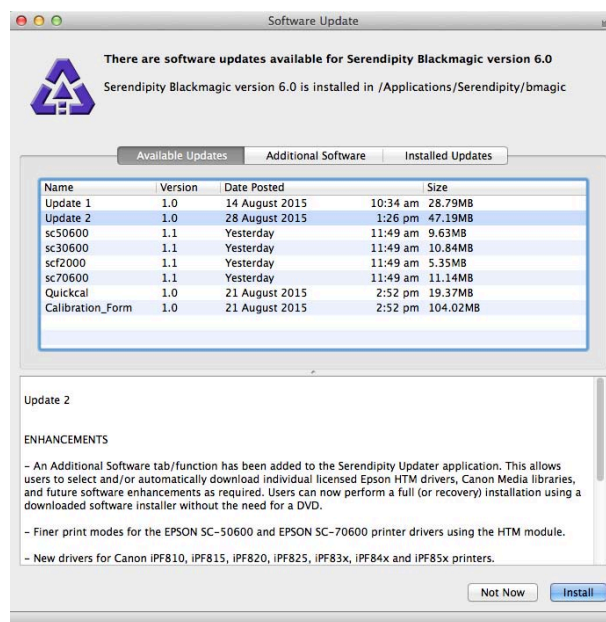 Software Update
There are software updates available for Serendipity Blackmagic version 6.0
Serendipity Blackmagic version 6.0 is installed in /Applications/Serendipity/bmagic
Available Updates Additional Software Installed Updates
Name Version Date Posted Size
Update 1 1.0 14 August 2015 10:34 am 28.79MB
Update 2 1.0 28 August 2015 1:26 pm 47.19MB
sc50600 1.1 Yesterday 11:49 am 9.63MB
sc30600 1.1 Yesterday 11:49 am 10.84MB
scf2000 1.1 Yesterday 11:49 am 5.35MB
sc70600 1.1 Yesterday 11:49 am 11.14MB
Quickcal 1.0 21 August 2015 2:52 pm 19.37MB
Calibration_Form 1.0 21 August 2015 2:52 pm 104.02MB
Update 2
ENHANCEMENTS
– An Additional Software tab/function has been added to the Serendipity Updater application. This allows
users to select and/or automatically download individual licensed Epson HTM drivers, Canon Media libraries,
and future software enhancements as required. Users can now perform a full (or recovery) installation using a
downloaded software installer without the need for a DVD.
– Finer print modes for the EPSON SC-50600 and EPSON SC-70600 printer drivers using the HTM module.
– New drivers for Canon iPF810, iPF815, iPF820, iPF825, iPF83x, iPF84x and iPF85x printers.
Not Now Install